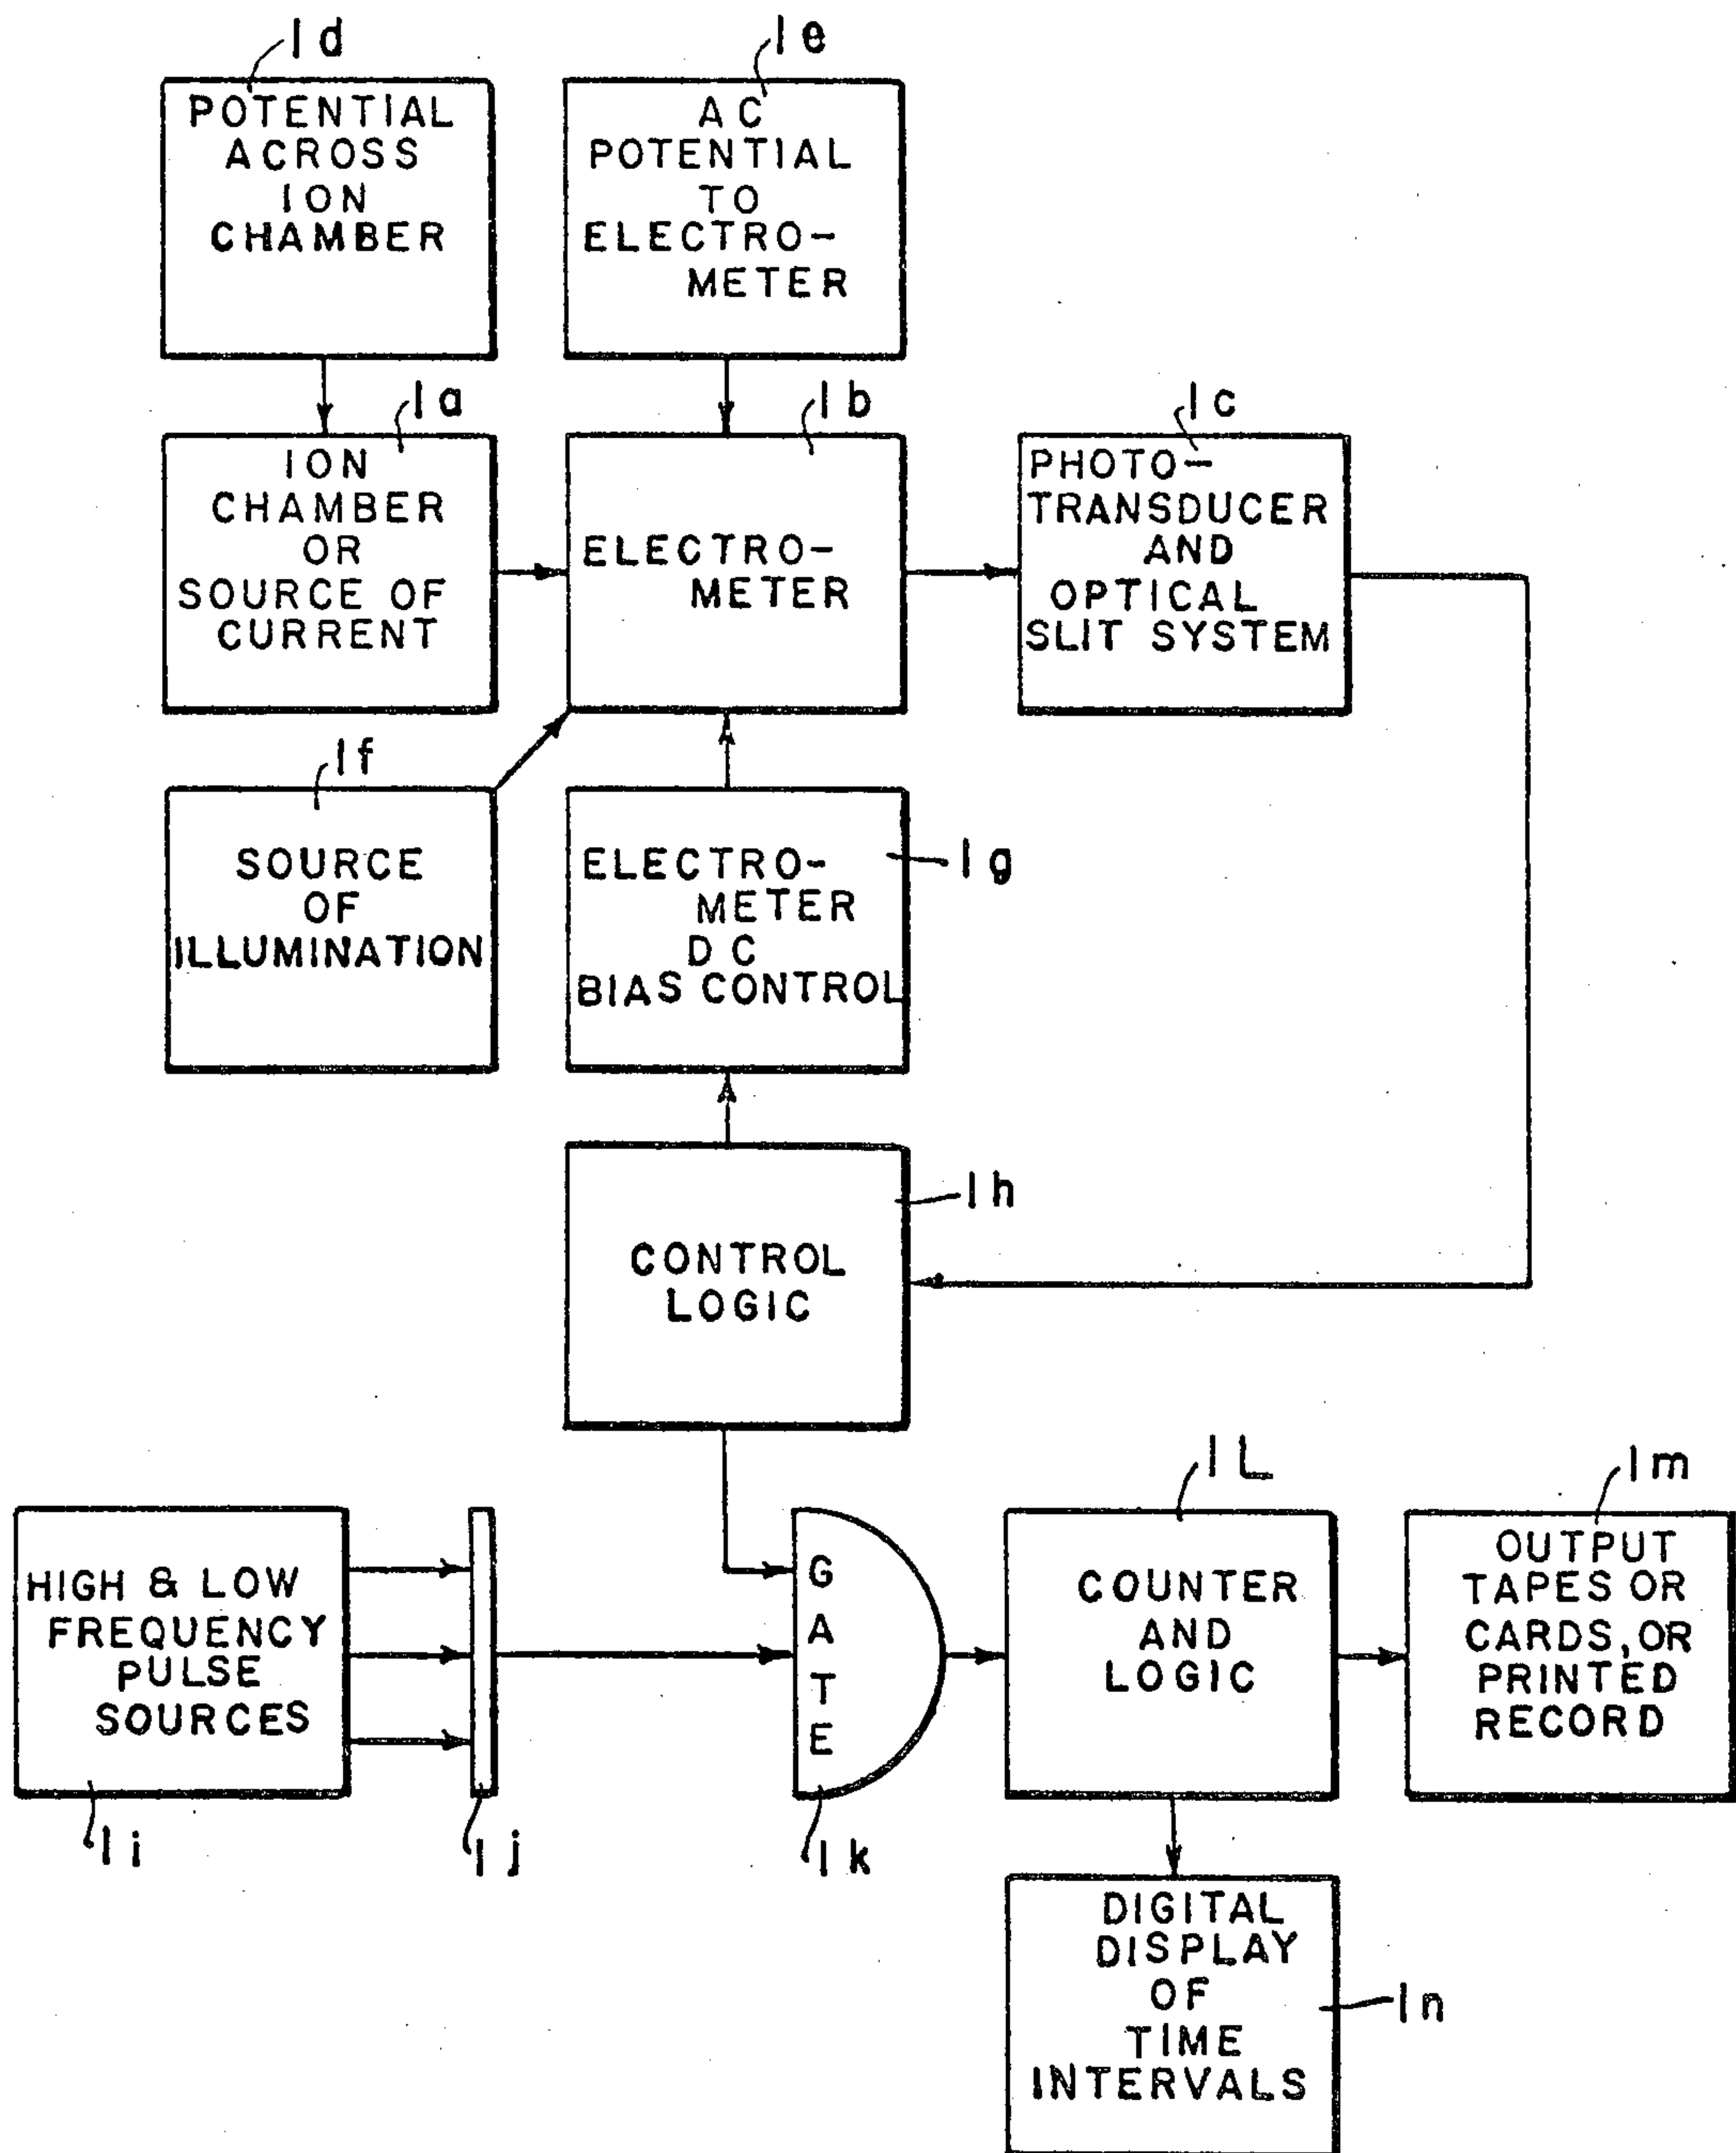 1d
POTENTIAL
ACROSS
ION
CHAMBER
1e
AC
POTENTIAL
TO
ELECTRO-
METER
1a
ION
CHAMBER
OR
SOURCE OF
CURRENT
1b
ELECTRO-
METER
1c
PHOTO-
TRANSDUCER
AND
OPTICAL
SLIT SYSTEM
1f
SOURCE
OF
ILLUMINATION
1g
ELECTRO-
METER
DC
BIAS CONTROL
1h
CONTROL
LOGIC
HIGH & LOW
FREQUENCY
PULSE
SOURCES
1i
1j
GATE
1k
1L
COUNTER
AND
LOGIC
1m
OUTPUT
TAPES OR
CARDS, OR
PRINTED
RECORD
DIGITAL
DISPLAY
OF
TIME
INTERVALS
1n